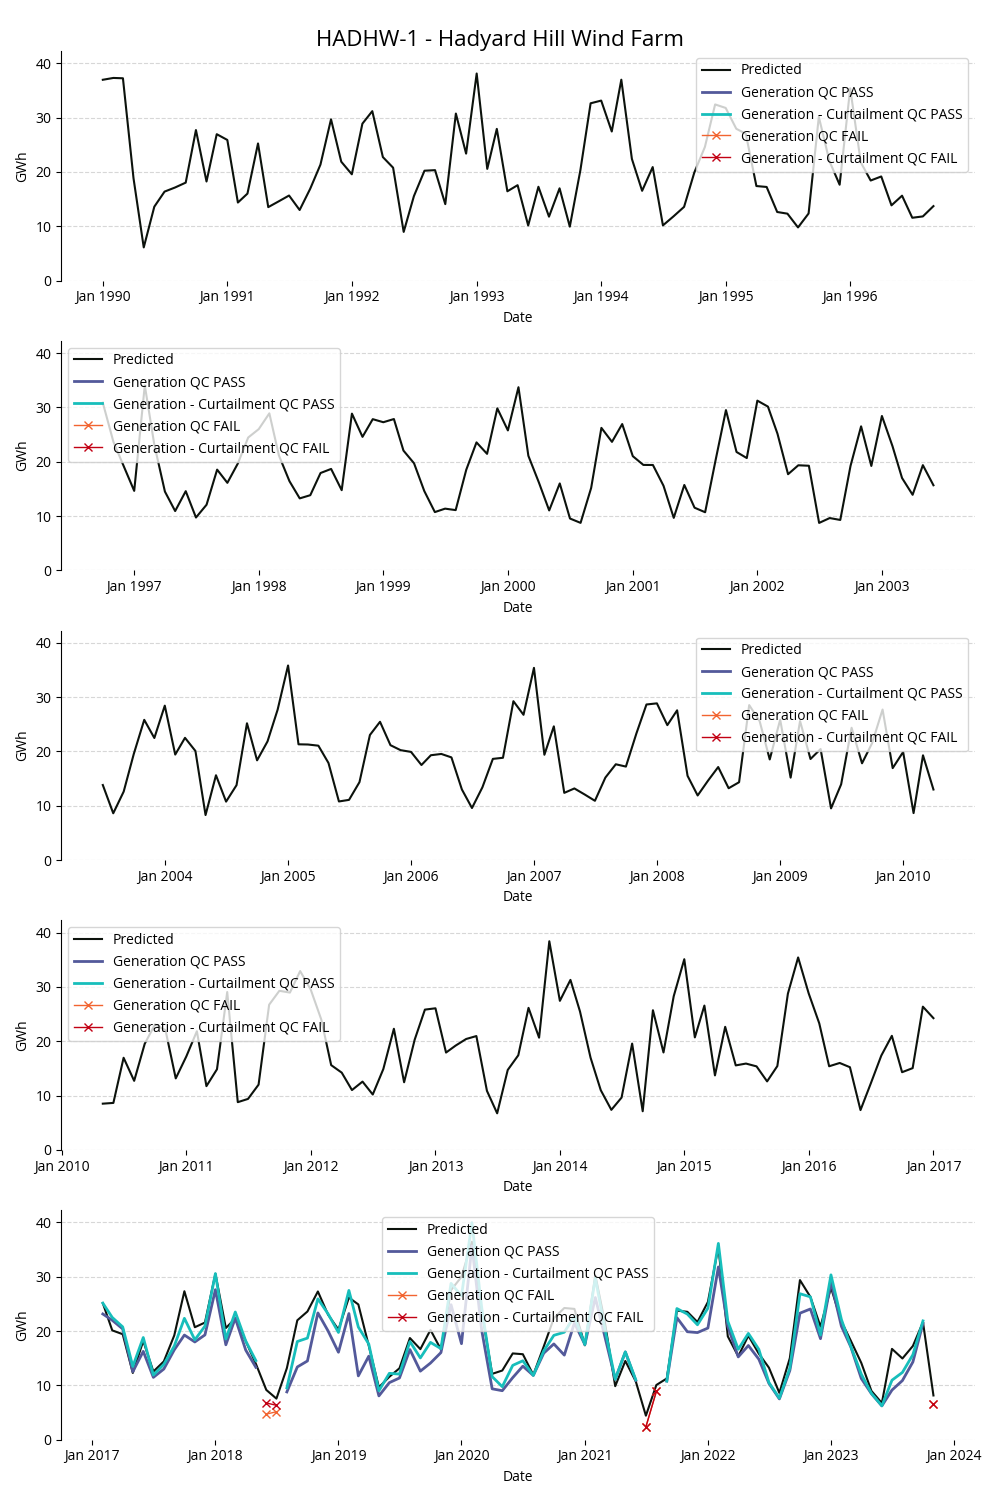 HADHW-1 - Hadyard Hill Wind Farm
40
30
20
10
0
GWh
Predicted
Generation QC PASS
Generation - Curtailment QC PASS
Generation QC FAIL
Generation - Curtailment QC FAIL
Jan 1990 Jan 1991 Jan 1992 Jan 1993 Jan 1994 Jan 1995 Jan 1996
Date
40
30
20
10
0
GWh
Predicted
Generation QC PASS
Generation - Curtailment QC PASS
Generation QC FAIL
Generation - Curtailment QC FAIL
Jan 1997 Jan 1998 Jan 1999 Jan 2000 Jan 2001 Jan 2002 Jan 2003
Date
40
30
20
10
0
GWh
Predicted
Generation QC PASS
Generation - Curtailment QC PASS
Generation QC FAIL
Generation - Curtailment QC FAIL
Jan 2004 Jan 2005 Jan 2006 Jan 2007 Jan 2008 Jan 2009 Jan 2010
Date
40
30
20
10
0
GWh
Predicted
Generation QC PASS
Generation - Curtailment QC PASS
Generation QC FAIL
Generation - Curtailment QC FAIL
Jan 2010 Jan 2011 Jan 2012 Jan 2013 Jan 2014 Jan 2015 Jan 2016 Jan 2017
Date
40
30
20
10
0
GWh
Predicted
Generation QC PASS
Generation - Curtailment QC PASS
Generation QC FAIL
Generation - Curtailment QC FAIL
Jan 2017 Jan 2018 Jan 2019 Jan 2020 Jan 2021 Jan 2022 Jan 2023 Jan 2024
Date